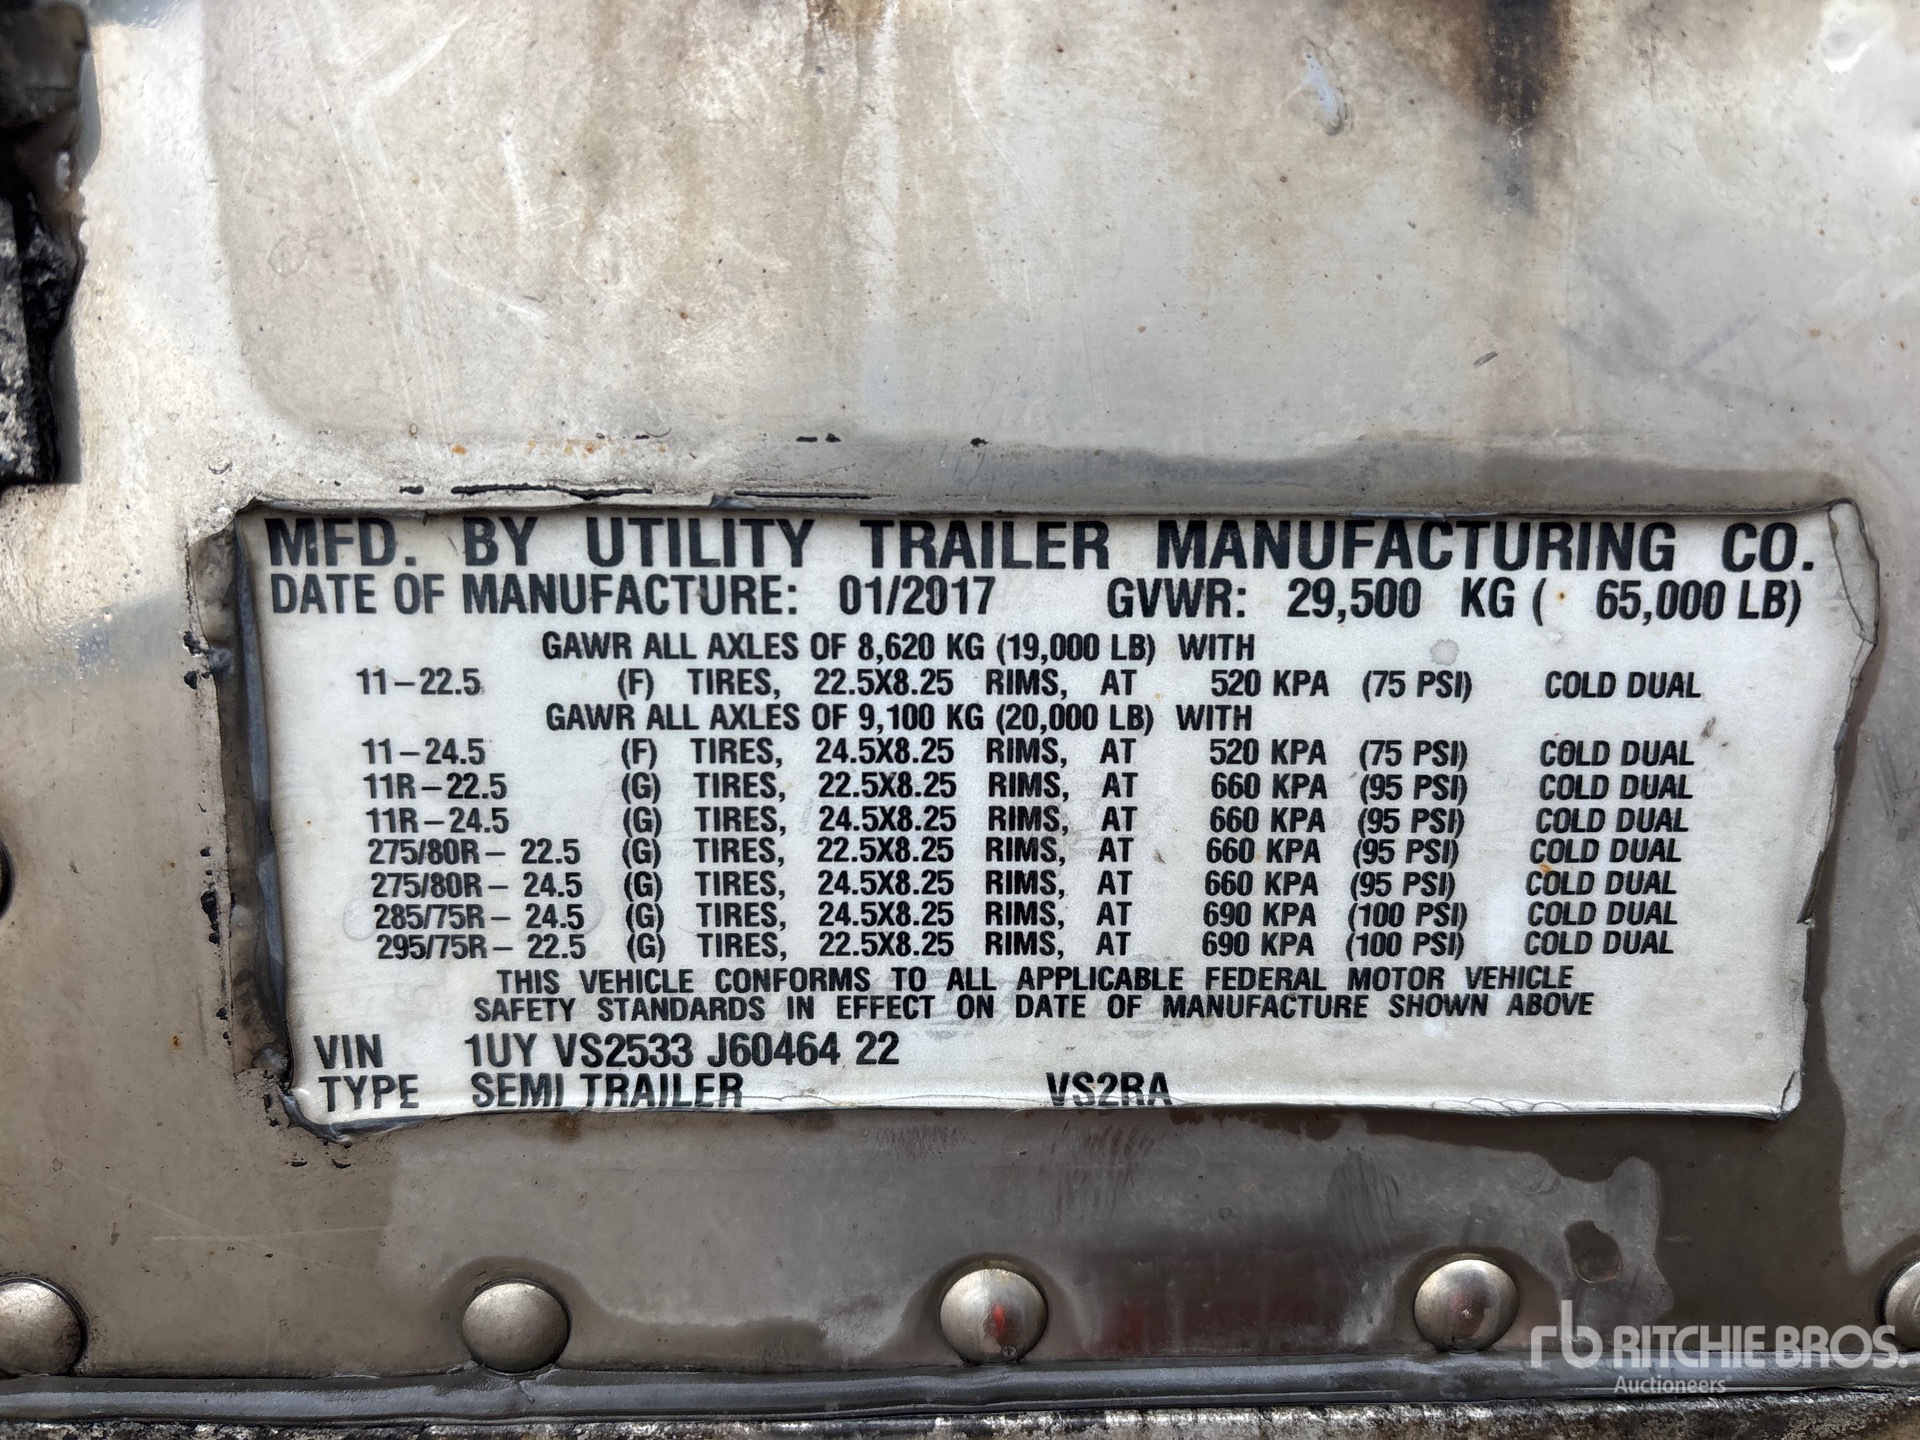 MFD. BY UTILITY TRAILER MANUFACTURING CO.
DATE OF MANUFACTURE: 01/2017 GVWR: 29,500 KG ( 65,000 LB)
GAWR ALL AXLES OF 8,620 KG (19,000 LB) WITH
11-22.5 (F) TIRES, 22.5X8.25 RIMS, AT 520 KPA (75 PSI) COLD DUAL
GAWR ALL AXLES OF 9,100 KG (20,000 LB) WITH
11-24.5 (F) TIRES, 24.5X8.25 RIMS, AT 520 KPA (75 PSI) COLD DUAL
11R-22.5 (G) TIRES, 22.5X8.25 RIMS, AT 660 KPA (95 PSI) COLD DUAL
11R-24.5 (G) TIRES, 24.5X8.25 RIMS, AT 660 KPA (95 PSI) COLD DUAL
275/80R- 22.5 (G) TIRES, 22.5X8.25 RIMS, AT 660 KPA (95 PSI) COLD DUAL
275/80R- 24.5 (G) TIRES, 24.5X8.25 RIMS, AT 660 KPA (95 PSI) COLD DUAL
285/75R- 24.5 (G) TIRES, 24.5X8.25 RIMS, AT 690 KPA (100 PSI) COLD DUAL
295/75R- 22.5 (G) TIRES, 22.5X8.25 RIMS, AT 690 KPA (100 PSI) COLD DUAL
THIS VEHICLE CONFORMS TO ALL APPLICABLE FEDERAL MOTOR VEHICLE
SAFETY STANDARDS IN EFFECT ON DATE OF MANUFACTURE SHOWN ABOVE
VIN 1UY VS2533 J60464 22
TYPE SEMI TRAILER VS2RA
rb RITCHIE BROS.
Auctioneers